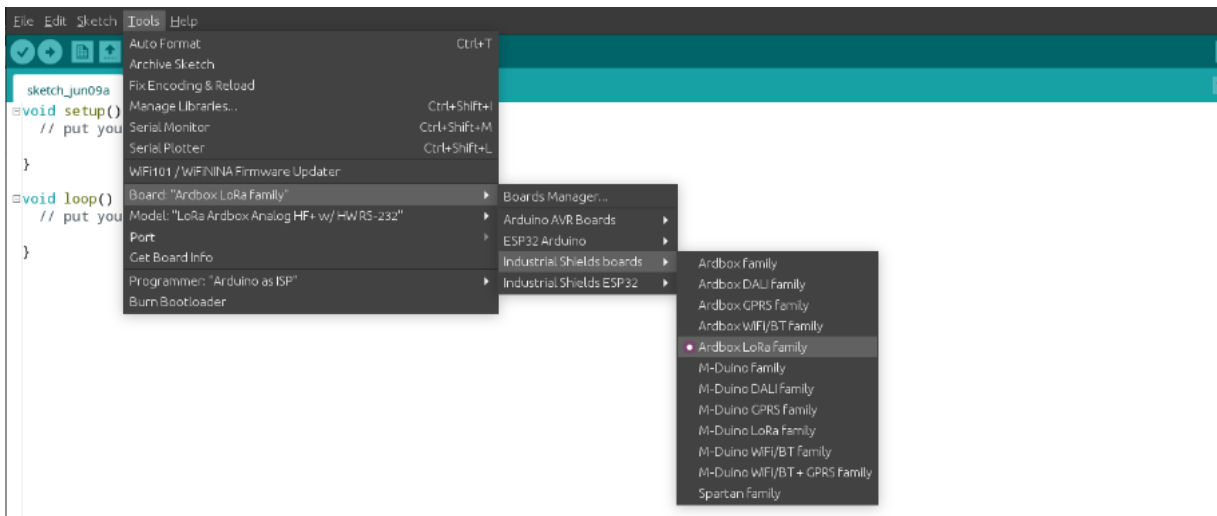 File Edit Sketch Tools Help
sketch_jun09a
void setup()
// put you
}
void loop()
// put you
}
Auto Format Ctrl+T
Archive Sketch
Fix Encoding & Reload
Manage Libraries... Ctrl+Shift+I
Serial Monitor Ctrl+Shift+M
Serial Plotter Ctrl+Shift+L
WiFi101 / WiFiNINA Firmware Updater
Board: "Ardbox LoRa family"
Model: "LoRa Ardbox Analog HF+ w/ HW RS-232"
Port
Get Board Info
Programmer: "Arduino as ISP"
Burn Bootloader
Boards Manager...
Arduino AVR Boards
ESP32 Arduino
Industrial Shields boards
Industrial Shields ESP32
Ardbox family
Ardbox DALI family
Ardbox GPRS family
Ardbox WiFi/BT family
Ardbox LoRa family
M-Duino family
M-Duino DALI family
M-Duino GPRS family
M-Duino LoRa family
M-Duino WiFi/BT family
M-Duino WiFi/BT + GPRS family
Spartan family